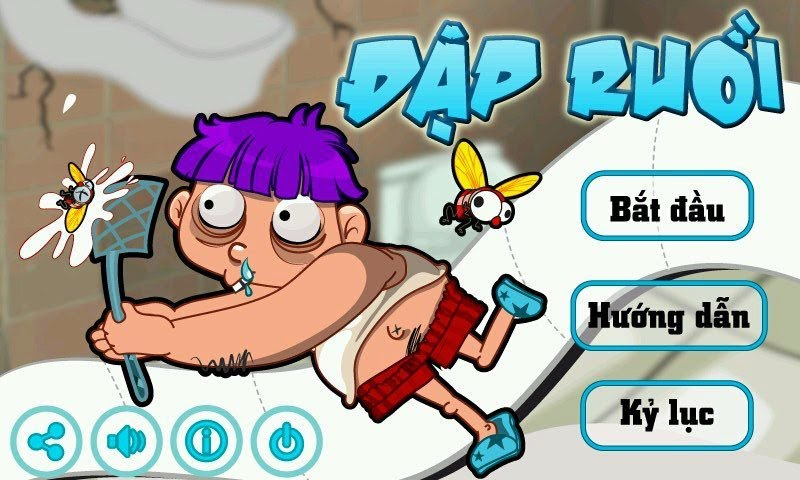 ĐẬP RUỒI
Bắt đầu
Hướng dẫn
Kỷ lục